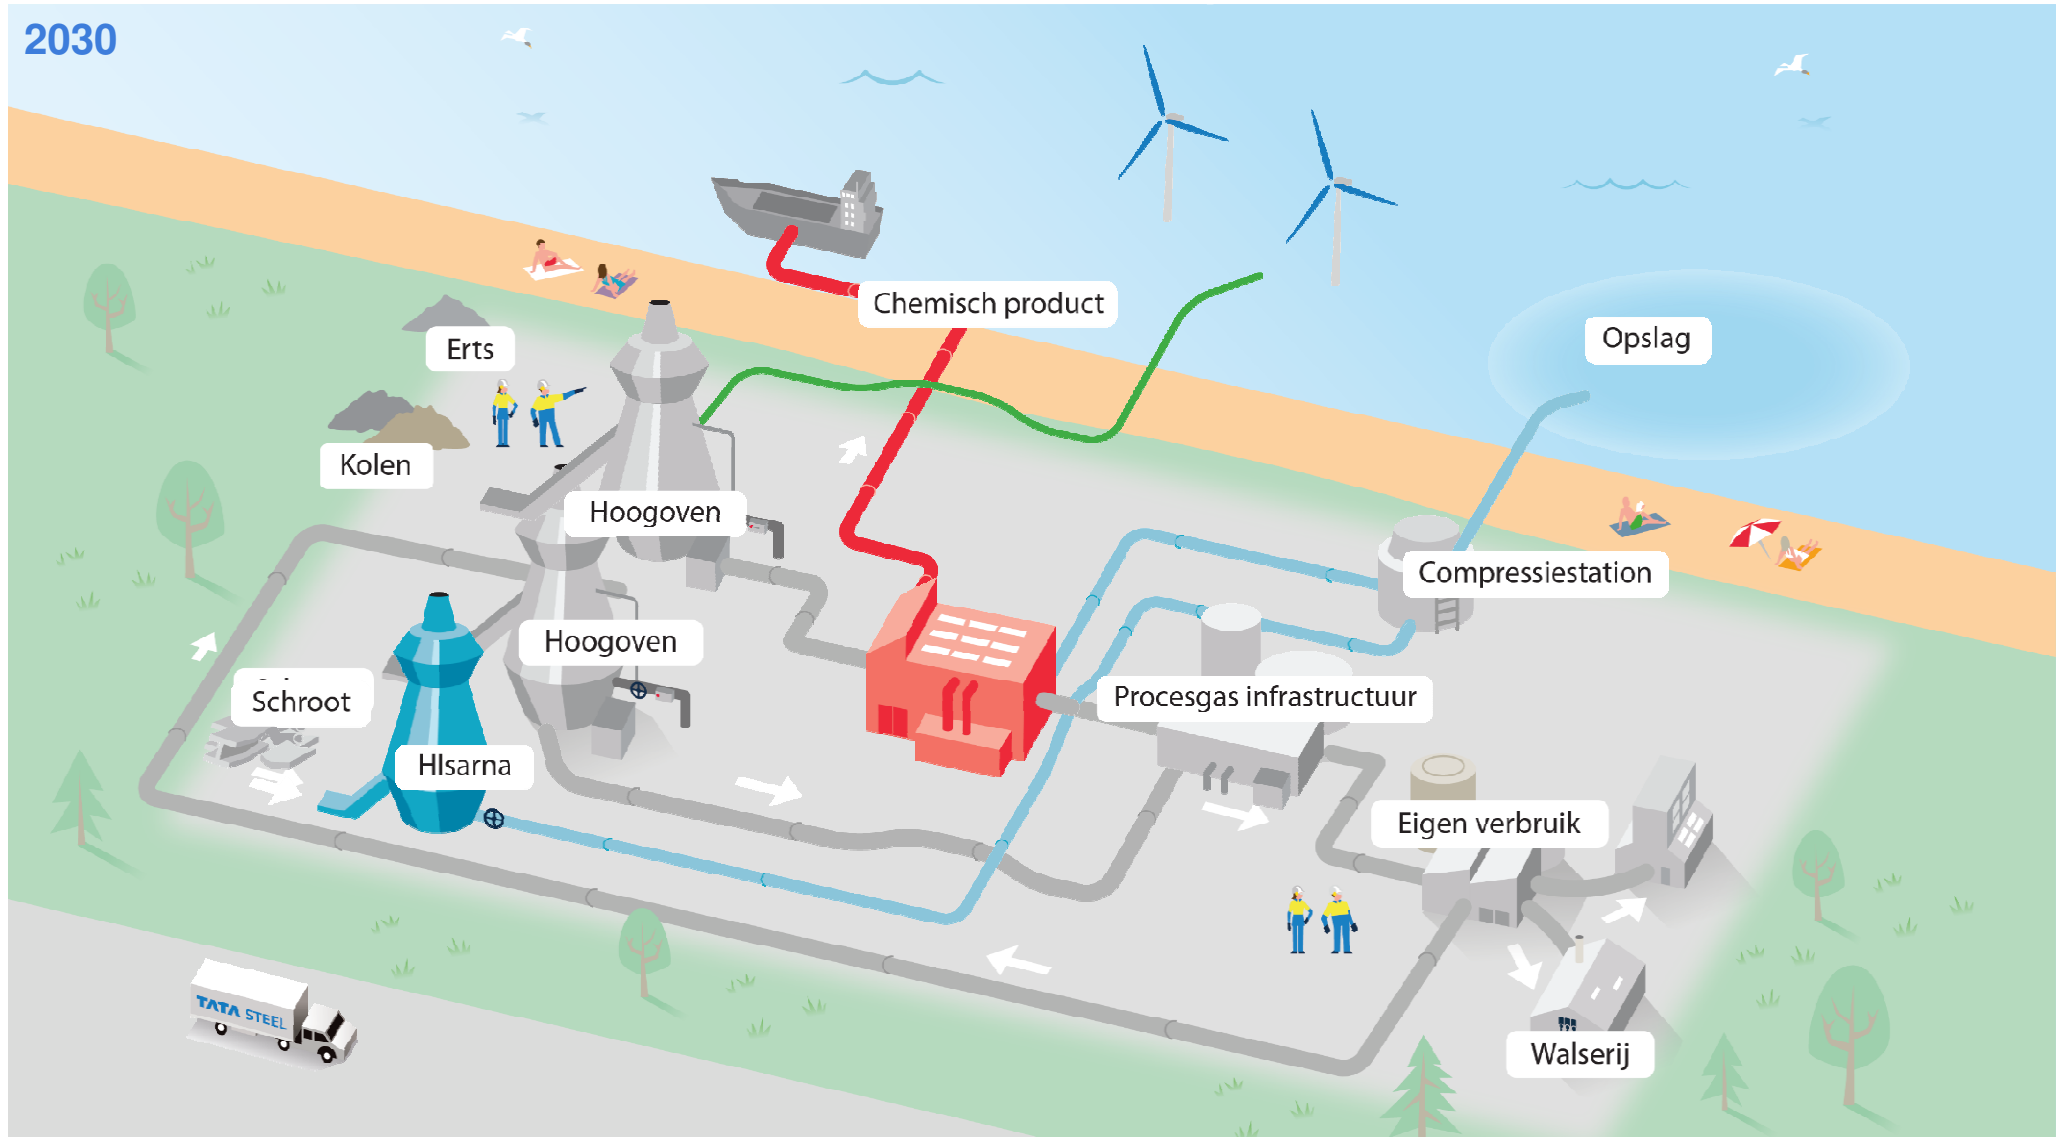 2030
Chemisch product
Opslag
Erts
Kolen
Hoogoven
Compressiestation
Hoogoven
Schroot
Procesgas infrastructuur
HIsarna
Eigen verbruik
TATA STEEL
Walserij